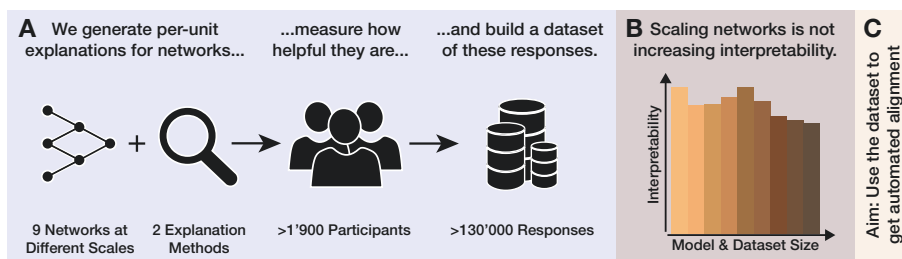 A
We generate per-unit
explanations for networks...
...measure how
helpful they are...
...and build a dataset
of these responses.
+
9 Networks at
Different Scales
2 Explanation
Methods
>1'900 Participants
>130'000 Responses
B
Scaling networks is not
increasing interpretability.
Interpretability
Model & Dataset Size
C
Aim: Use the dataset to
get automated alignment